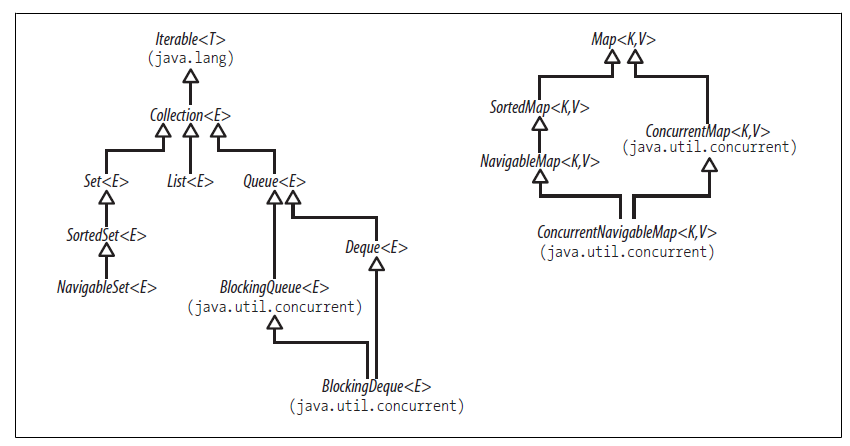 Iterable<T>
(java.lang)
Collection<E>
Set<E>
List<E>
Queue<E>
SortedSet<E>
Deque<E>
NavigableSet<E>
BlockingQueue<E>
(java.util.concurrent)
BlockingDeque<E>
(java.util.concurrent)
Map<K,V>
SortedMap<K,V>
ConcurrentMap<K,V>
(java.util.concurrent)
NavigableMap<K,V>
ConcurrentNavigableMap<K,V>
(java.util.concurrent)